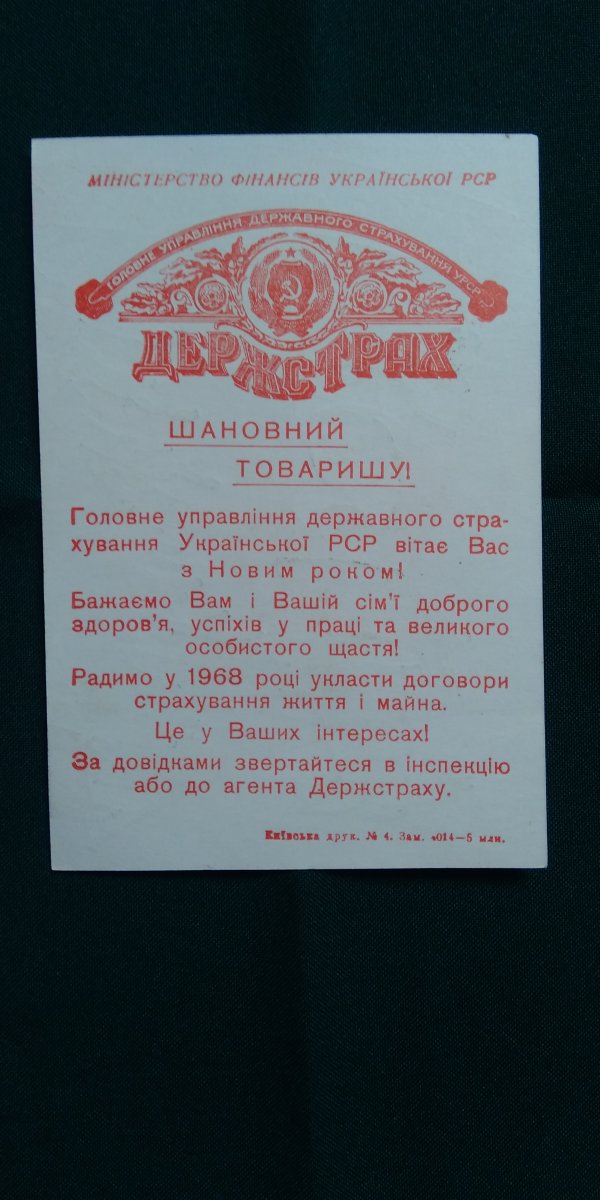 МІНІСТЕРСТВО ФІНАНСІВ УКРАЇНСЬКОЇ РСР
ГОЛОВНЕ УПРАВЛІННЯ ДЕРЖАВНОГО СТРАХУВАННЯ УРСР
ДЕРЖСТРАХ
ШАНОВНИЙ
ТОВАРИШУ!
Головне управління державного стра-
хування Української РСР вітає Вас
з Новим роком!
Бажаємо Вам і Вашій сім'ї доброго
здоров'я, успіхів у праці та великого
особистого щастя!
Радимо у 1968 році укласти договори
страхування життя і майна.
Це у Ваших інтересах!
За довідками звертайтеся в інспекцію
або до агента Держстраху.
Київська друк. № 4. Зам. 014—5 млн.